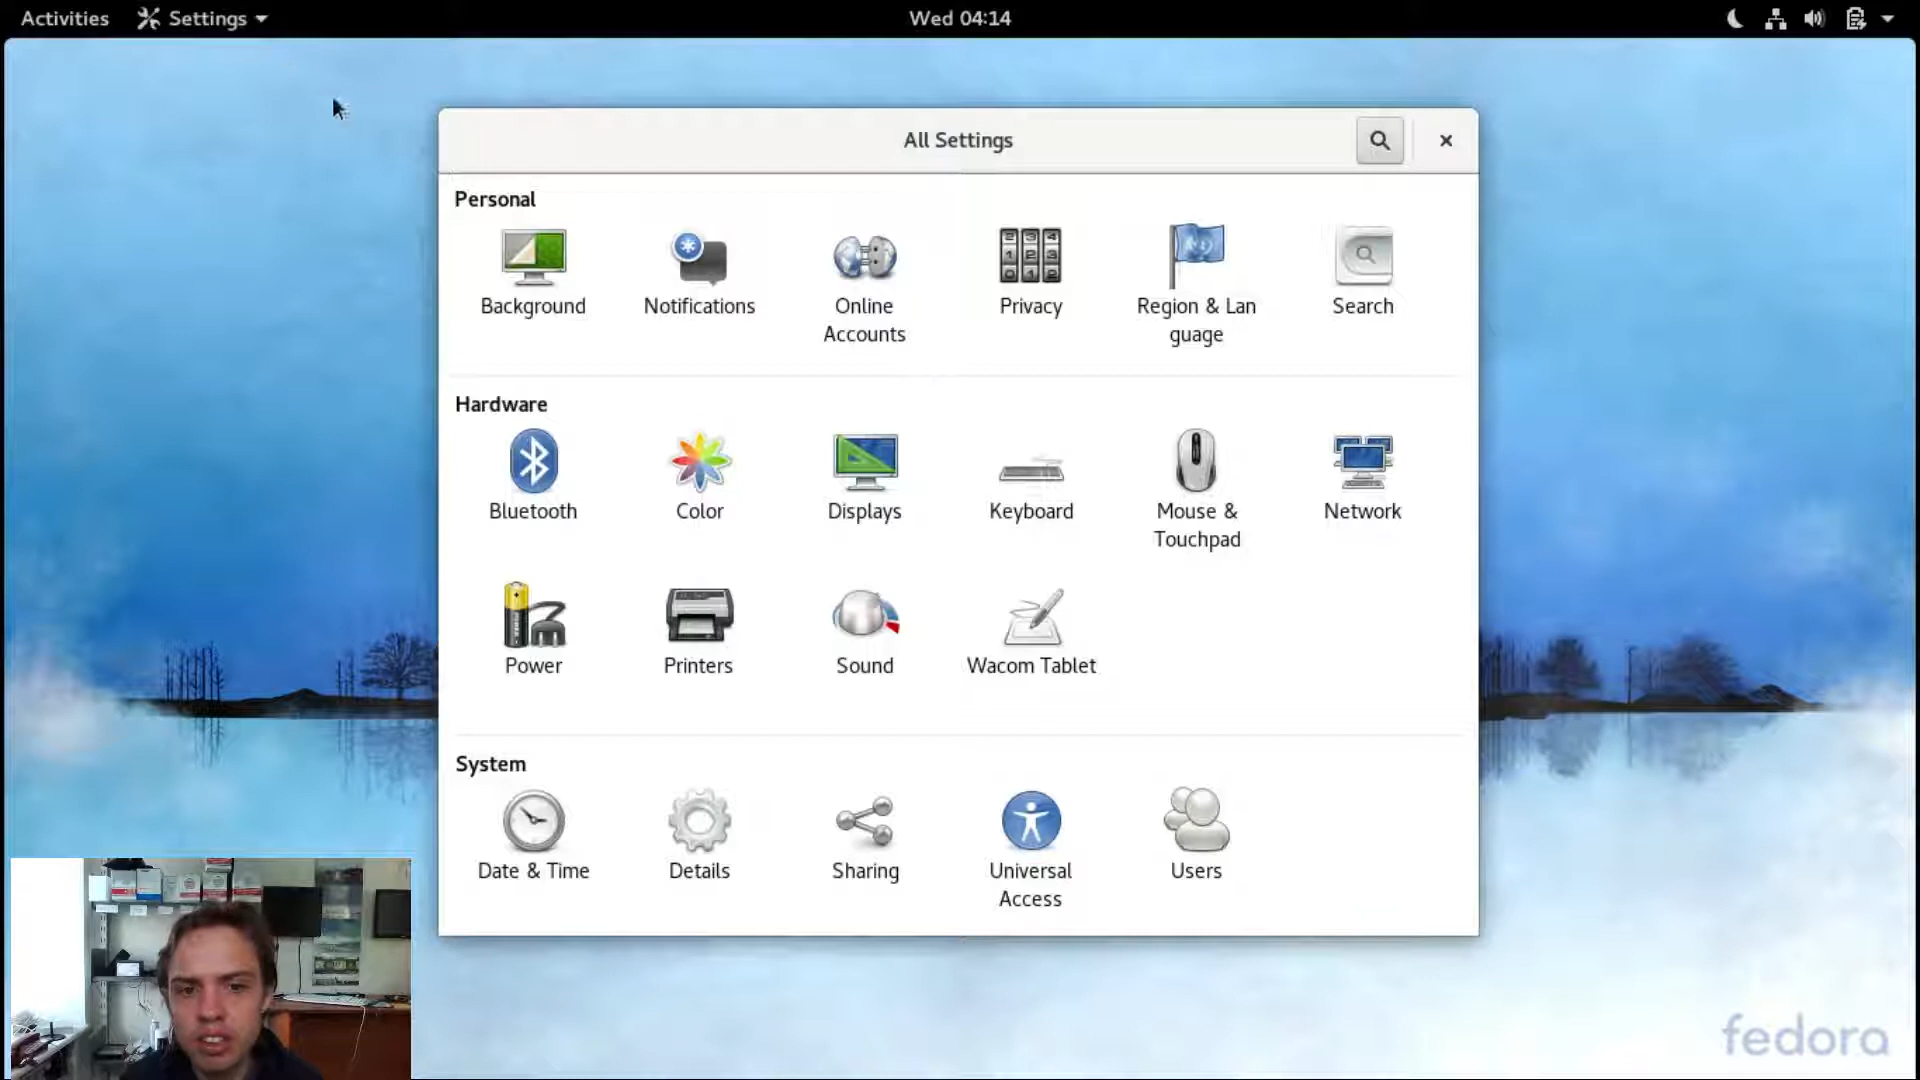 Activities Settings Wed 04:14
All Settings
Personal
Background Notifications Online Accounts Privacy Region & Lan guage Search
Hardware
Bluetooth Color Displays Keyboard Mouse & Touchpad Network
Power Printers Sound Wacom Tablet
System
Date & Time Details Sharing Universal Access Users
fedora